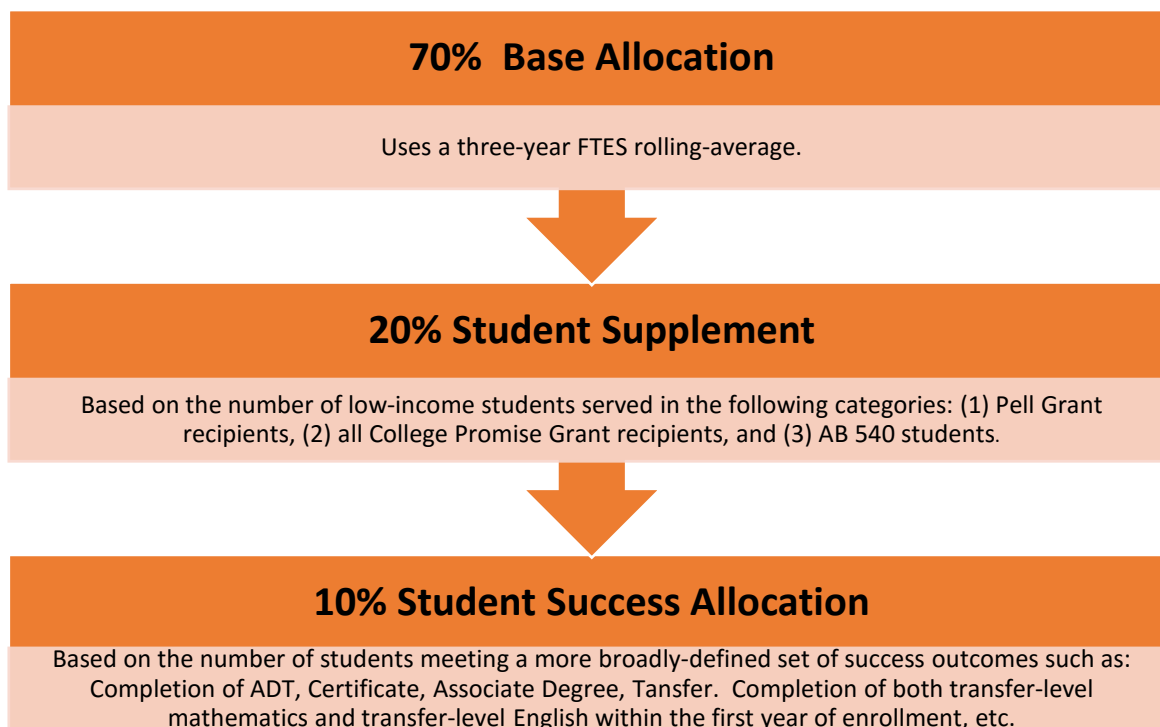 70%  Base Allocation
Uses a three-year FTES rolling-average.
20% Student Supplement
Based on the number of low-income students served in the following categories: (1) Pell Grant
recipients, (2) all College Promise Grant recipients, and (3) AB 540 students.
10% Student Success Allocation
Based on the number of students meeting a more broadly-defined set of success outcomes such as:
Completion of ADT, Certificate, Associate Degree, Tansfer.  Completion of both transfer-level
mathematics and transfer-level English within the first year of enrollment, etc.